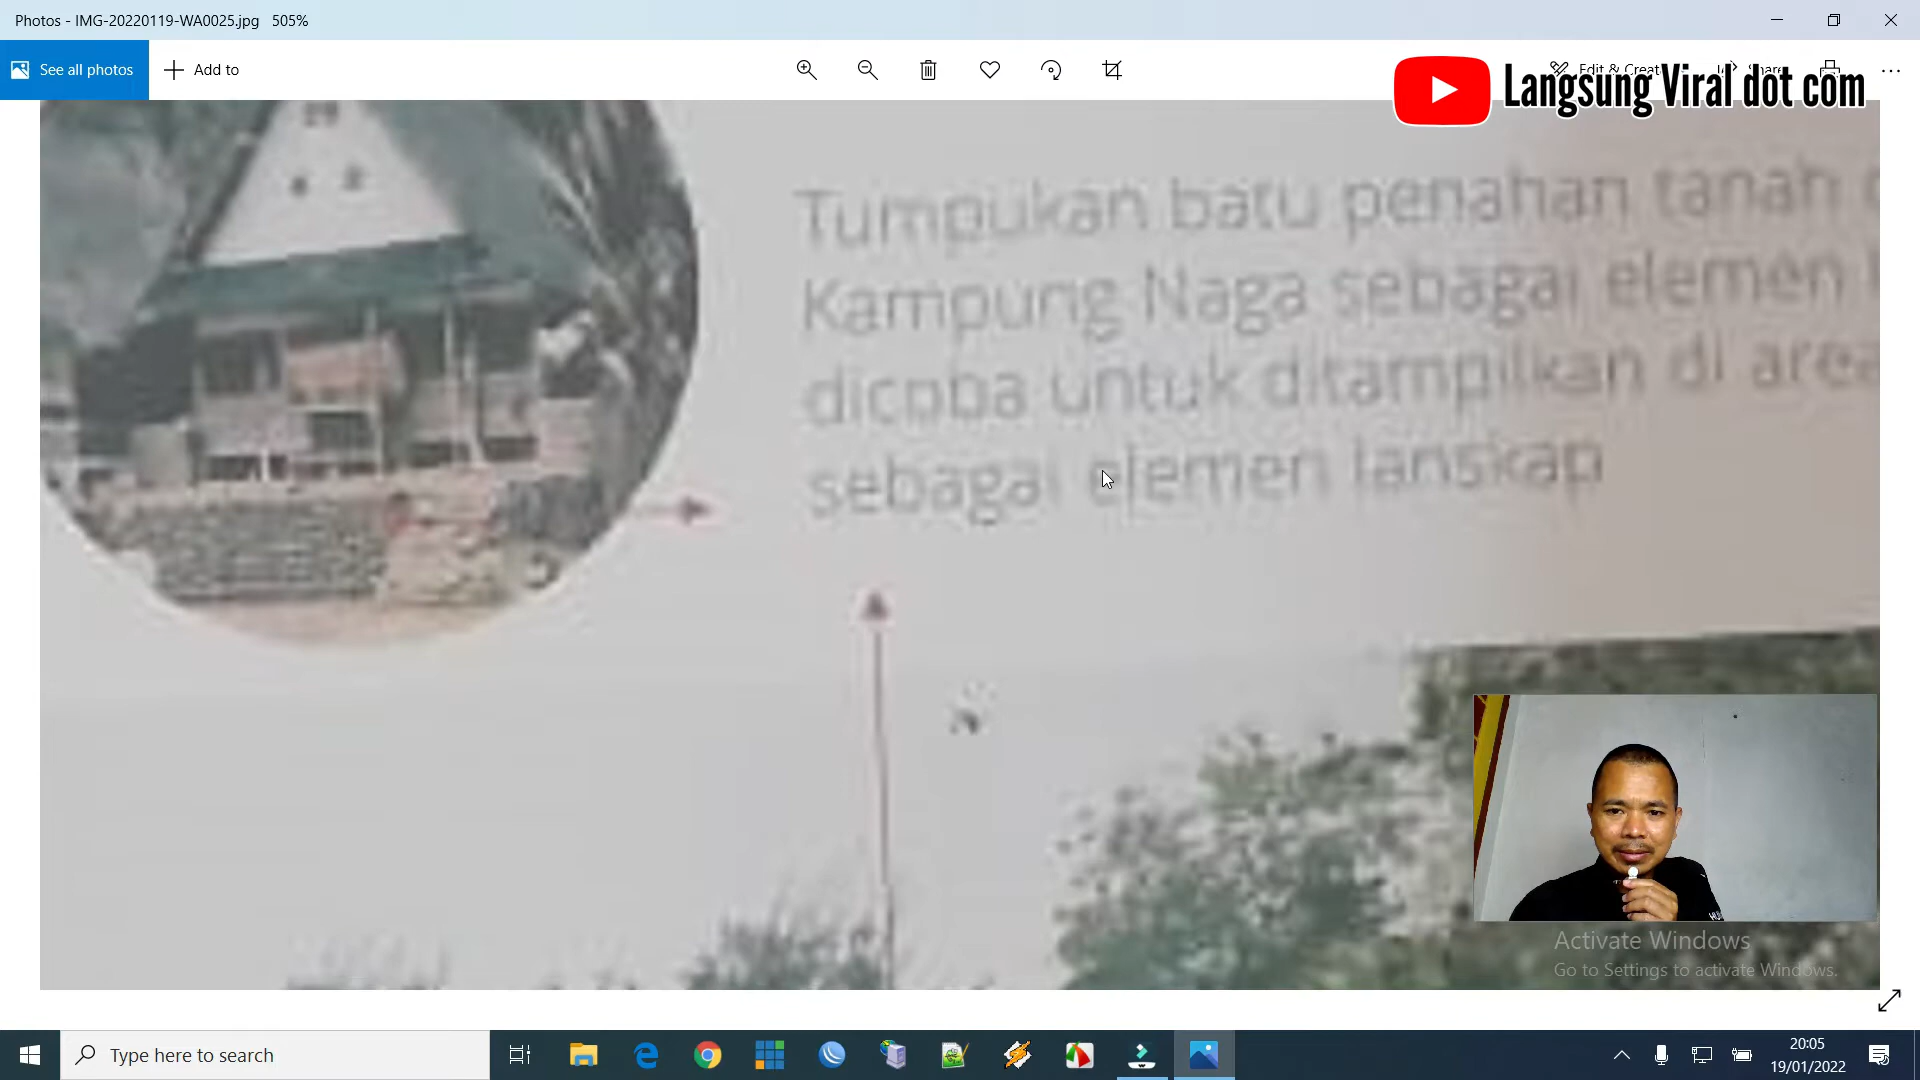 Photos - IMG-20220119-WA0025.jpg 505%
See all photos
Add to
Langsung Viral dot com
Tumpukan batu penahan tanah
Kampung Naga sebagai elemen
dicoba untuk ditampilkan di area
sebagai elemen lanskap
Activate Windows
Go to Settings to activate Windows.
Type here to search
20:05
19/01/2022